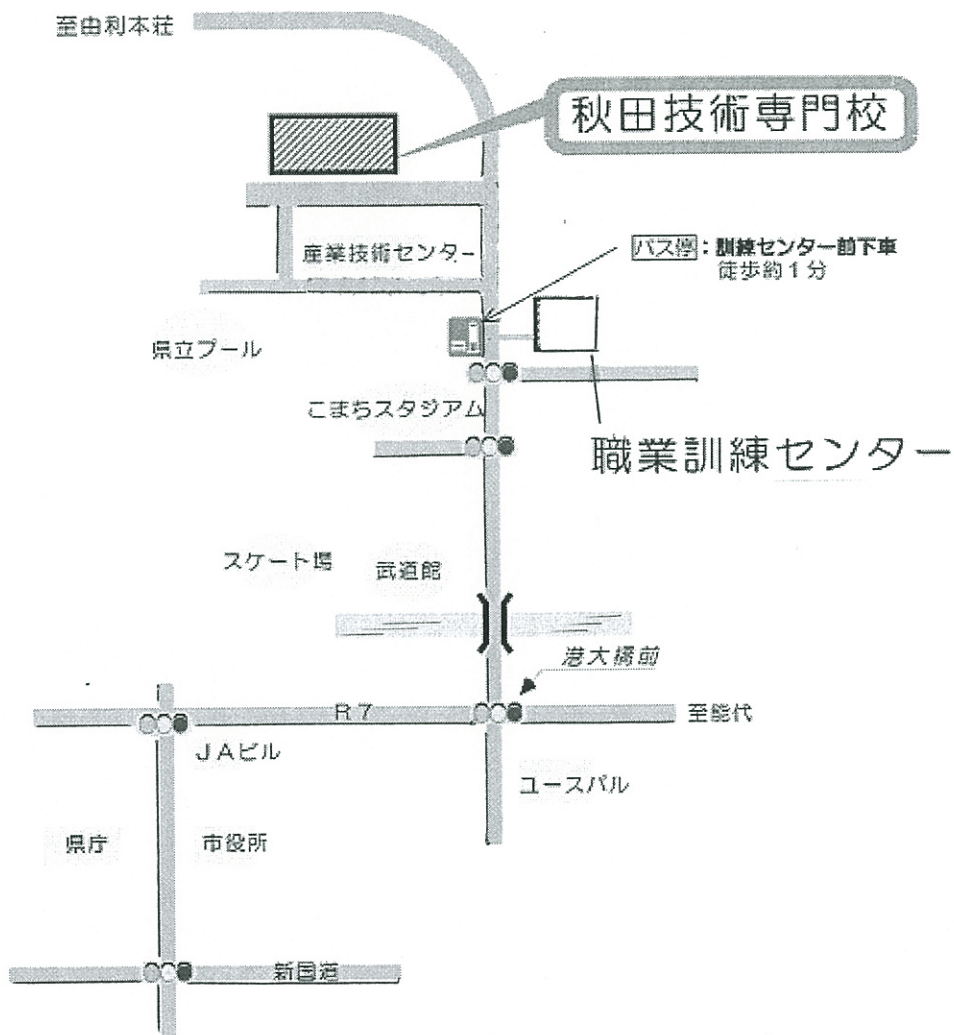 至由利本荘
秋田技術専門校
産業技術センター
バス停：訓練センター前下車
徒歩約１分
県立プール
こまちスタジアム
職業訓練センター
スケート場
武道館
港大橋前
Ｒ７
至能代
ＪＡビル
ユースパル
県庁
市役所
新国道